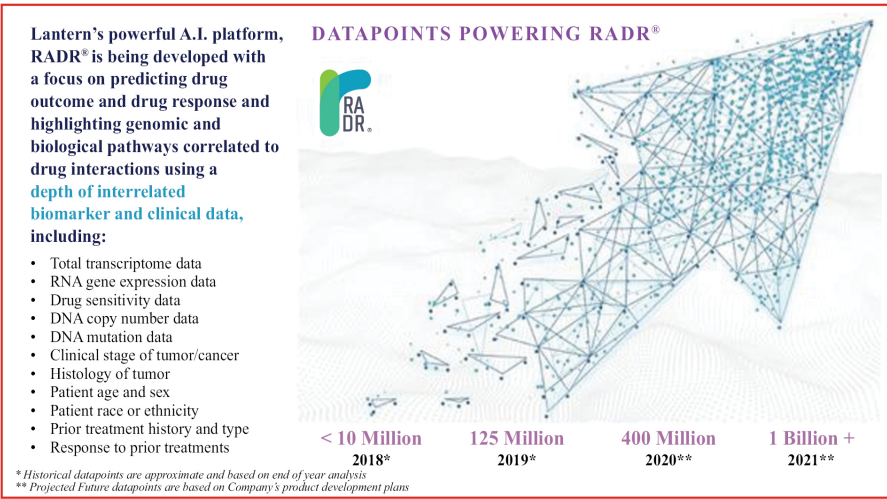 Lantern's powerful A.I. platform,
RADR® is being developed with
a focus on predicting drug
outcome and drug response and
highlighting genomic and
biological pathways correlated to
drug interactions using a
depth of interrelated
biomarker and clinical data,
including:
• Total transcriptome data
• RNA gene expression data
• Drug sensitivity data
• DNA copy number data
• DNA mutation data
• Clinical stage of tumor/cancer
• Histology of tumor
• Patient age and sex
• Patient race or ethnicity
• Prior treatment history and type
• Response to prior treatments
DATAPOINTS POWERING RADR®
RA
DR®
< 10 Million 125 Million 400 Million 1 Billion +
2018* 2019* 2020** 2021**
* Historical datapoints are approximate and based on end of year analysis
** Projected Future datapoints are based on Company's product development plans